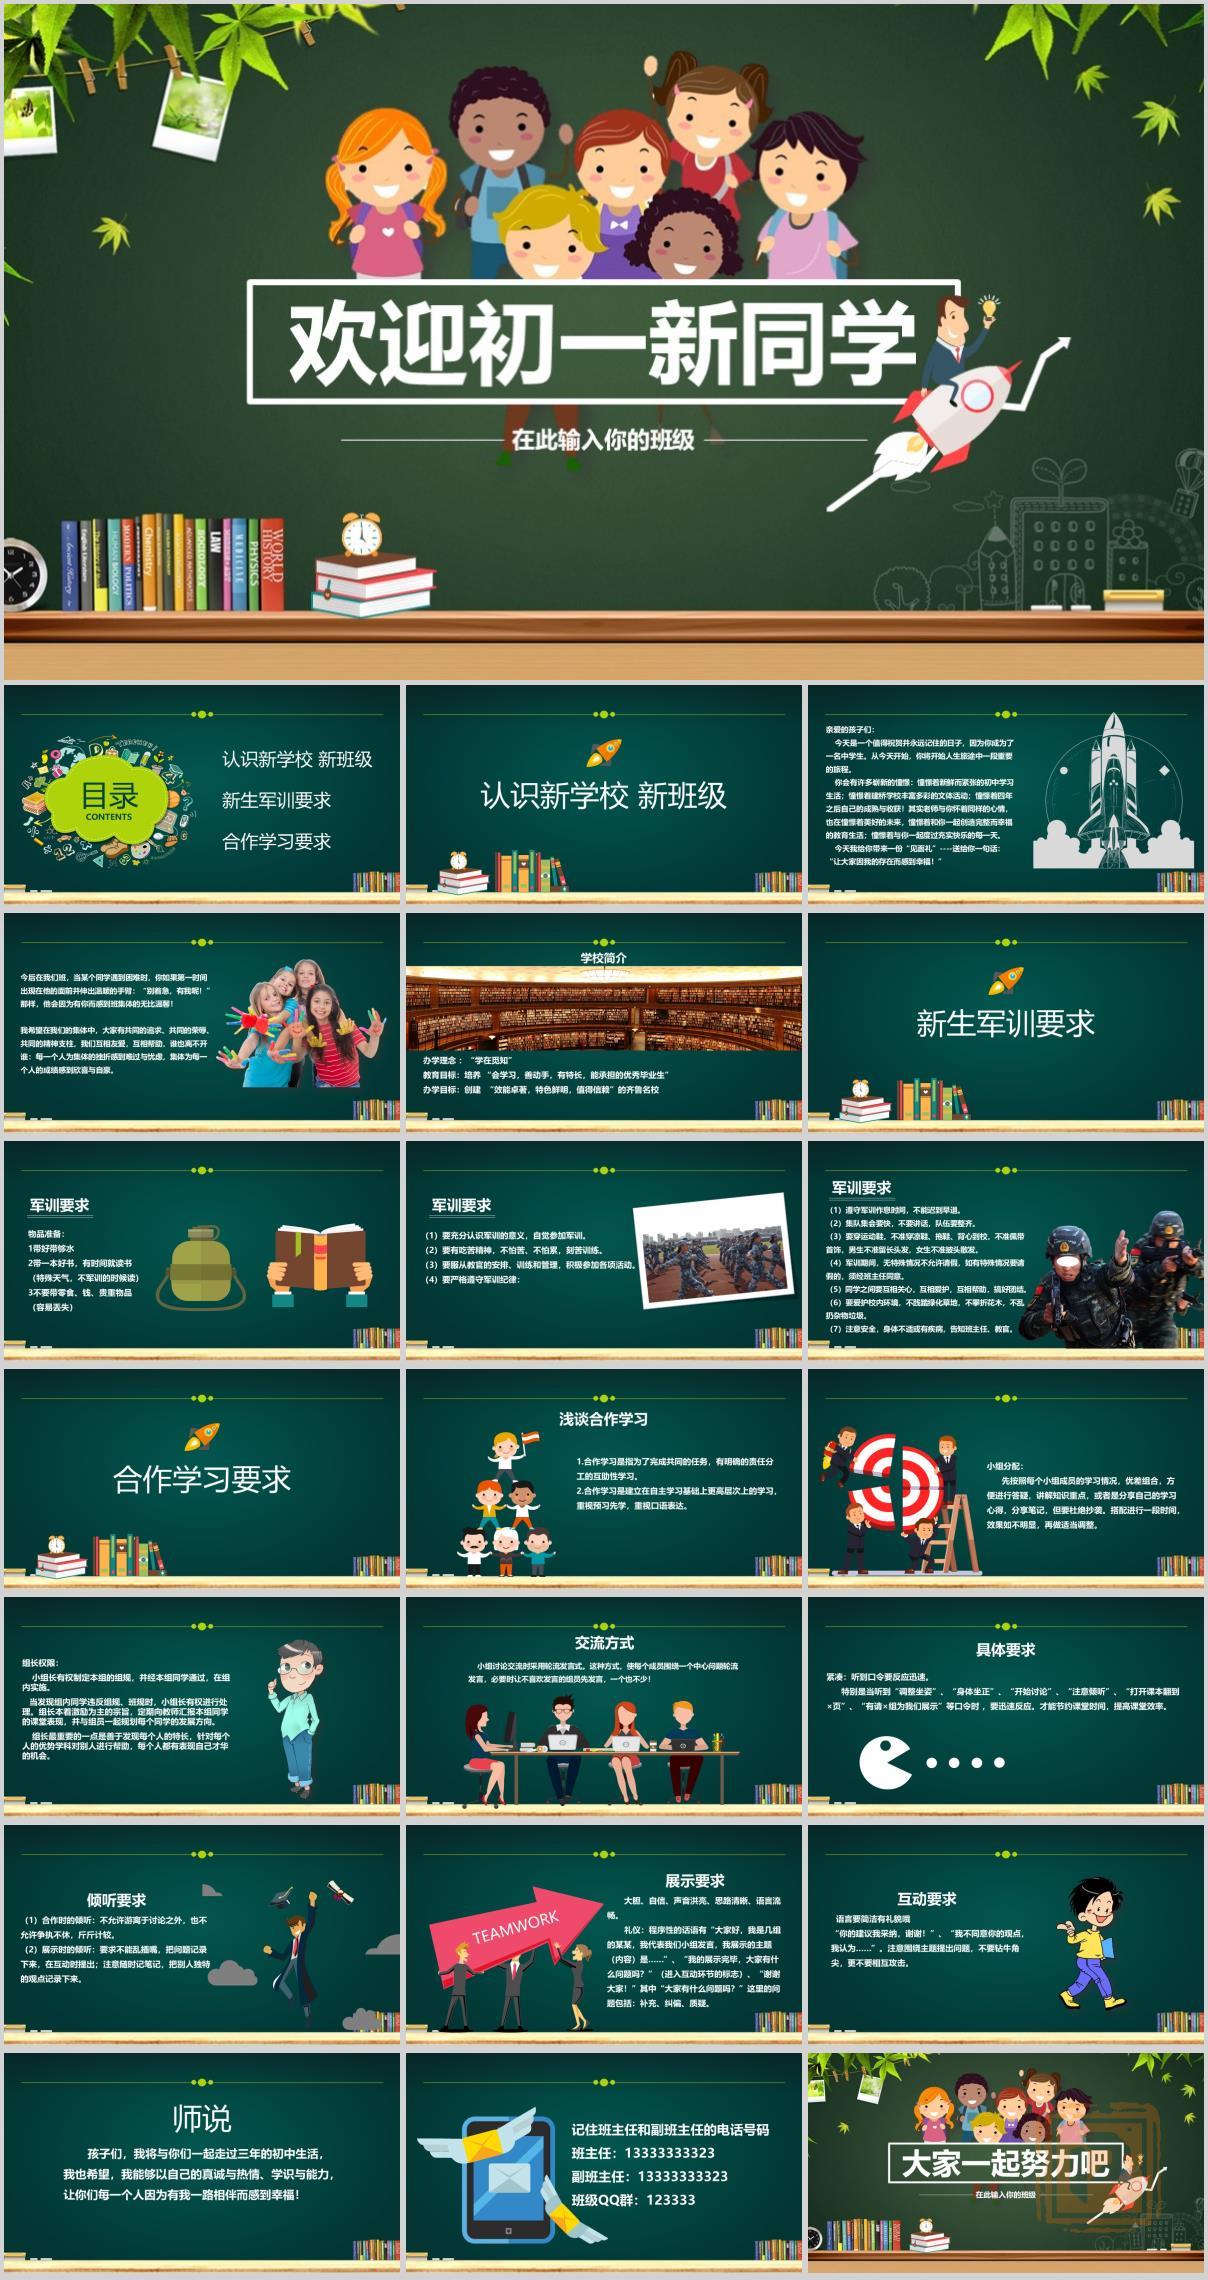 欢迎初一新同学
在此输入你的班级
目录
CONTENTS
认识新学校 新班级
新生军训要求
合作学习要求
认识新学校 新班级
亲爱的孩子们:
今天是一个值得祝贺并永远记住的日子，因为你成为了
一名中学生。从今天开始，你将开始人生旅途中一段重要
的旅程。
你会有许多崭新的憧憬：憧憬着新鲜而紧张的初中学习
生活；憧憬着建桥学校丰富多彩的文体活动；憧憬着四年
之后自己的成熟与收获！其实老师与你怀着同样的心情，
也在憧憬着美好的未来，憧憬着和你一起创造完整而幸福
的教育生活；憧憬着与你一起度过充实快乐的每一天。
今天我给你带来一份“见面礼”----送给你一句话：
“让大家因我的存在而感到幸福！”
今后在我们班，当某个同学遇到困难时，你如果第一时间
出现在他的面前并伸出温暖的手臂：“别着急，有我呢！”
那样，他会因为有你而感到班集体的无比温馨！
我希望在我们的集体中，大家有共同的追求、共同的荣辱、
共同的精神支柱，我们互相友爱，互相帮助，谁也离不开
谁：每一个人为集体的挫折感到难过与忧虑，集体为每一
个人的成绩感到欣喜与自豪。
学校简介
办学理念 ：“学在觅知”
教育目标：培养 “会学习，善动手，有特长，能承担的优秀毕业生”
办学目标：创建 “效能卓著，特色鲜明，值得信赖”的齐鲁名校
新生军训要求
军训要求
物品准备：
1带好带够水
2带一本好书，有时间就读书
（特殊天气，不军训的时候读）
3不要带零食、钱、贵重物品
（容易丢失）
军训要求
（1）要充分认识军训的意义，自觉参加军训。
（2）要有吃苦精神，不怕苦、不怕累，刻苦训练。
（3）要服从教官的安排、训练和管理，积极参加各项活动。
（4）要严格遵守军训纪律：
军训要求
（1）遵守军训作息时间，不能迟到早退。
（2）集队集会要快，不要讲话，队伍要整齐。
（3）要穿运动鞋，不准穿凉鞋、拖鞋、背心到校，不准佩带
首饰，男生不准留长头发，女生不准披头散发。
（4）军训期间，无特殊情况不允许请假，如有特殊情况要请
假的，须经班主任同意。
（5）同学之间要互相关心，互相爱护，互相帮助，搞好团结。
（6）要爱护校内环境，不践踏绿化草地，不攀折花木，不乱
扔杂物垃圾。
（7）注意安全，身体不适或有疾病，告知班主任、教官。
合作学习要求
浅谈合作学习
1.合作学习是指为了完成共同的任务，有明确的责任分
工的互助性学习。
2.合作学习是建立在自主学习基础上更高层次上的学习，
重视预习先学，重视口语表达。
小组分配：
先按照每个小组成员的学习情况，优差组合，方
便进行答疑，讲解知识重点，或者是分享自己的学习
心得，分享笔记，但要杜绝抄袭。搭配进行一段时间，
效果如不明显，再做适当调整。
组长权限：
小组长有权制定本组的组规，并经本组同学通过，在组
内实施。
当发现组内同学违反组规、班规时，小组长有权进行处
理。组长本着激励为主的宗旨，定期向教师汇报本组同学
的课堂表现，并与组员一起规划每个同学的发展方向。
组长最重要的一点是善于发现每个人的特长，针对每个
人的优势学科对别人进行帮助，每个人都有表现自己才华
的机会。
交流方式
小组讨论交流时采用轮流发言式。这种方式，使每个成员围绕一个中心问题轮流
发言，必要时让不喜欢发言的组员先发言，一个也不少！
具体要求
紧凑：听到口令要反应迅速。
特别是当听到“调整坐姿”、“身体坐正”、“开始讨论”、“注意倾听”、“打开课本翻到
×页”、“有请×组为我们展示”等口令时，要迅速反应。才能节约课堂时间，提高课堂效率。
倾听要求
（1）合作时的倾听：不允许游离于讨论之外，也不
允许争执不休，斤斤计较。
（2）展示时的倾听：要求不能乱插嘴，把问题记录
下来，在互动时提出；注意随时记笔记，把别人独特
的观点记录下来。
TEAMWORK
展示要求
大胆、自信、声音洪亮、思路清晰、语言流
畅。
礼仪：程序性的话语有“大家好，我是几组
的某某，我代表我们小组发言，我展示的主题
（内容）是……”、“我的展示完毕，大家有什
么问题吗？”（进入互动环节的标志）、“谢谢
大家！”其中“大家有什么问题吗？”这里的问
题包括：补充、纠偏、质疑。
互动要求
语言要简洁有礼貌哦
“你的建议我采纳，谢谢！”、“我不同意你的观点，
我认为……”。注意围绕主题提出问题，不要钻牛角
尖，更不要相互攻击。
师说
孩子们，我将与你们一起走过三年的初中生活，
我也希望，我能够以自己的真诚与热情、学识与能力，
让你们每一个人因为有我一路相伴而感到幸福！
记住班主任和副班主任的电话号码
班主任：13333333323
副班主任：13333333323
班级QQ群：123333
大家一起努力吧
在此输入你的班级